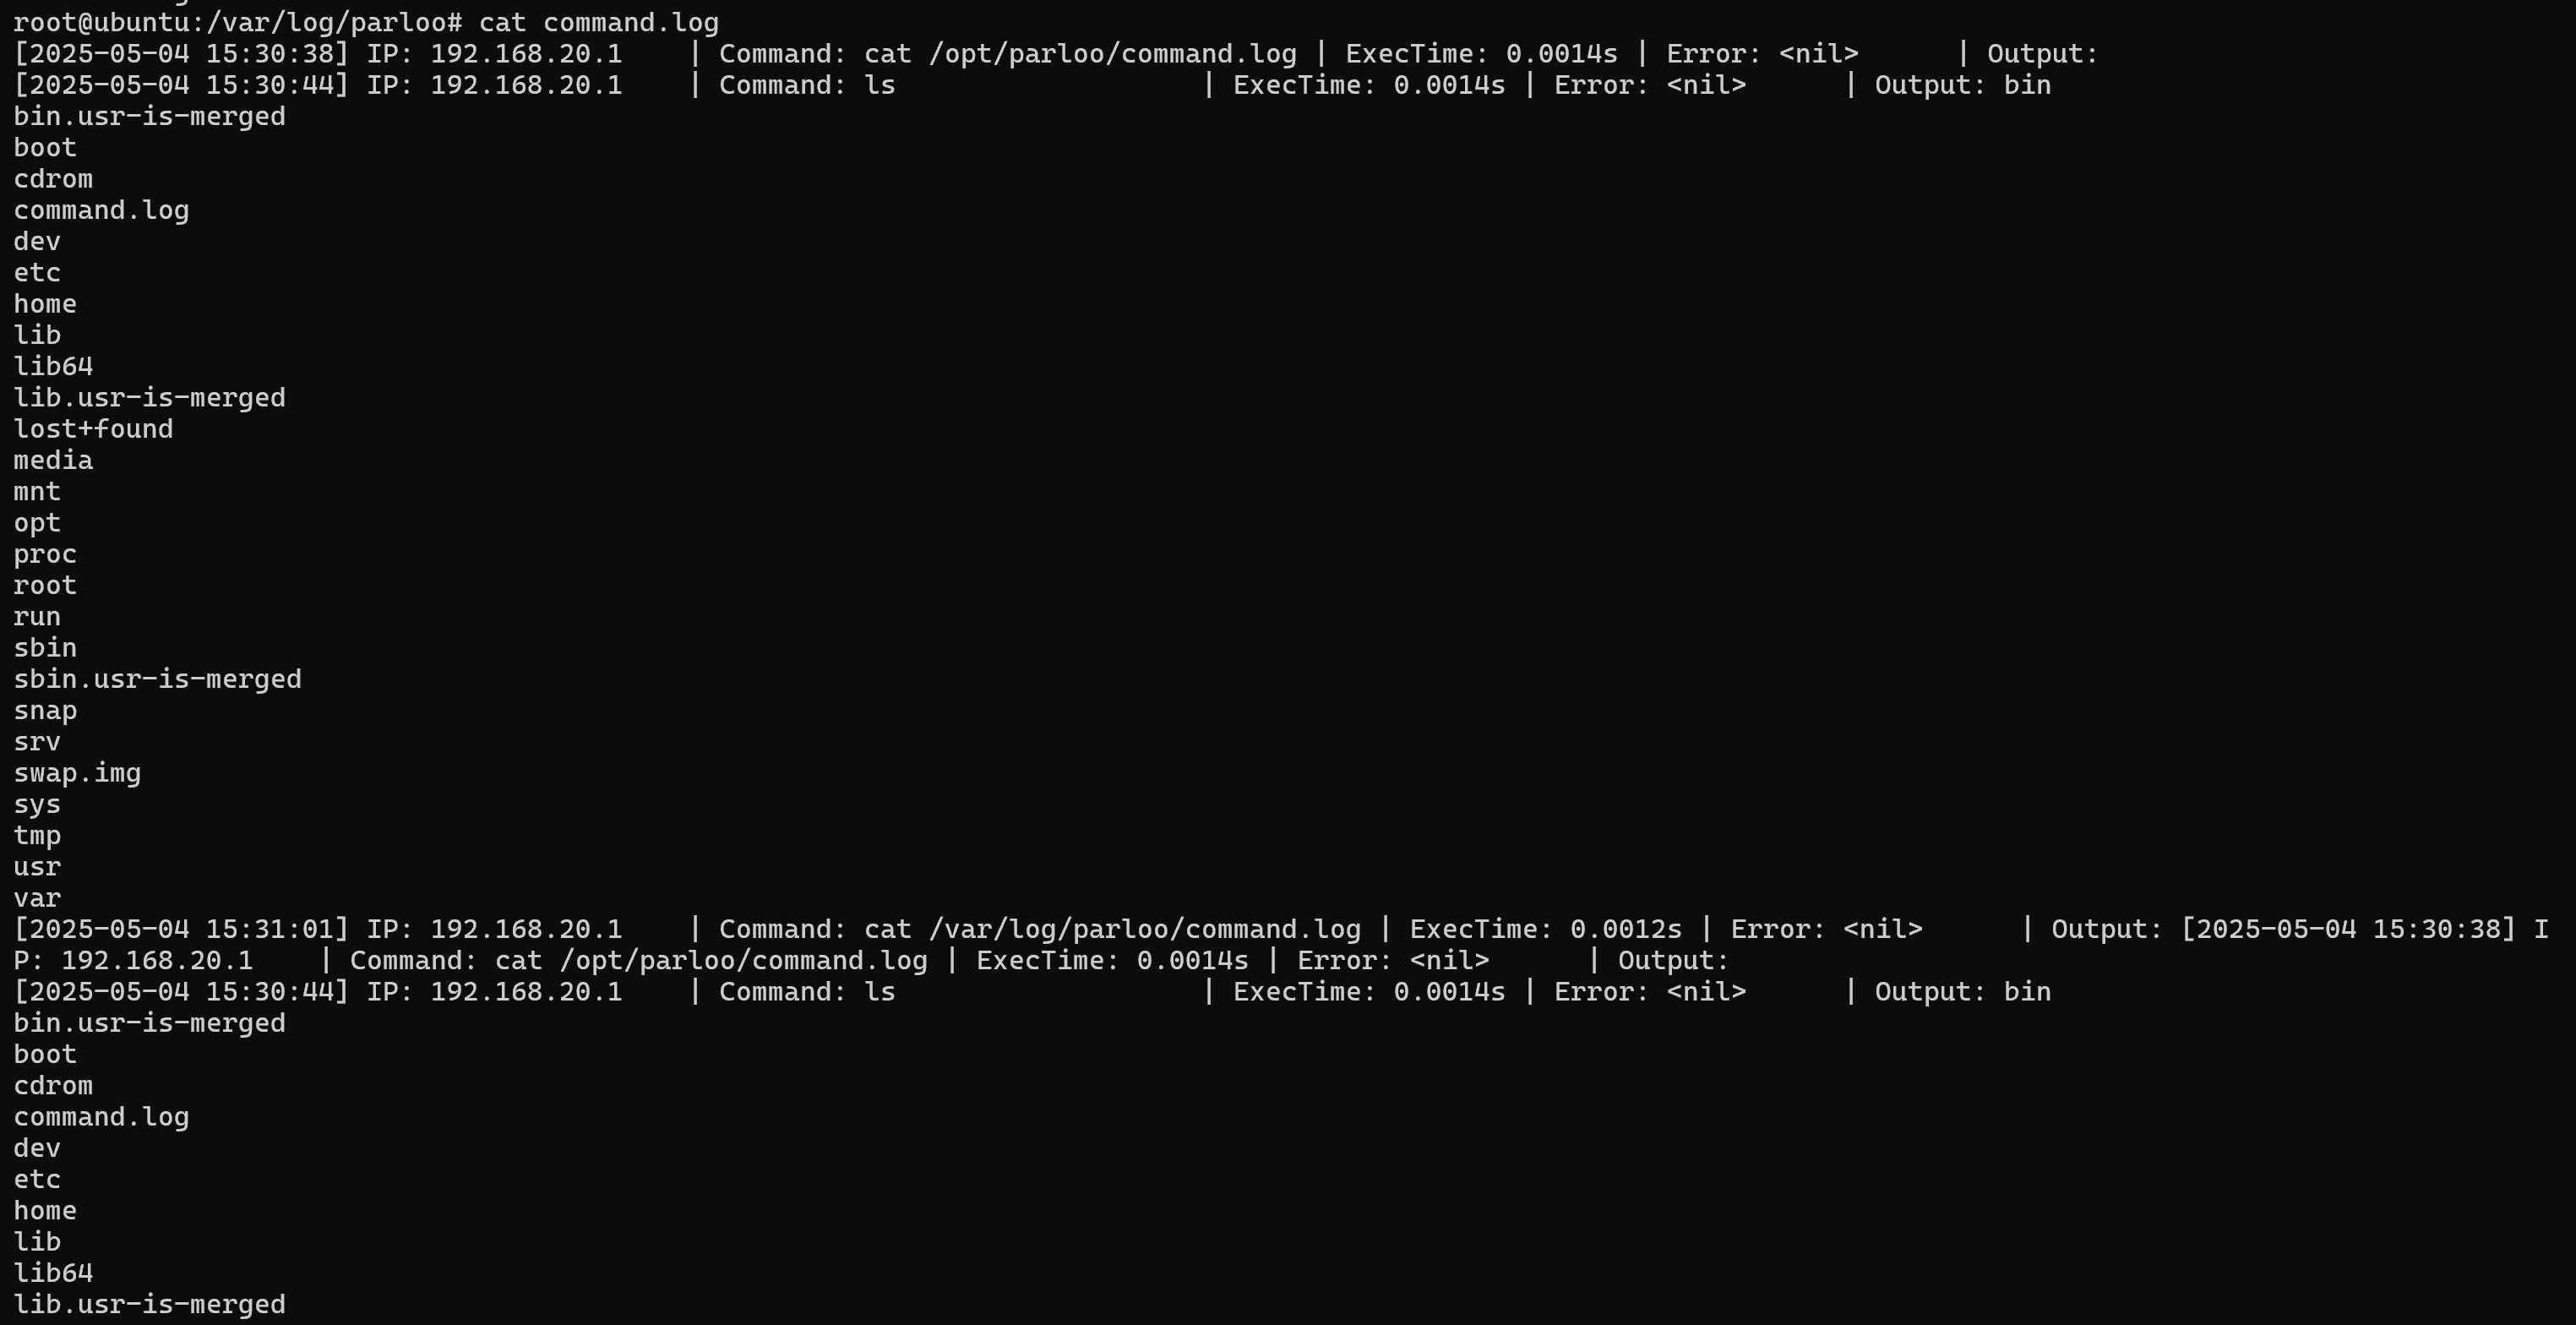 root@ubuntu:/var/log/parloo# cat command.log
[2025-05-04 15:30:38] IP: 192.168.20.1    | Command: cat /opt/parloo/command.log | ExecTime: 0.0014s | Error: <nil>      | Output:
[2025-05-04 15:30:44] IP: 192.168.20.1    | Command: ls                   | ExecTime: 0.0014s | Error: <nil>      | Output: bin
bin.usr-is-merged
boot
cdrom
command.log
dev
etc
home
lib
lib64
lib.usr-is-merged
lost+found
media
mnt
opt
proc
root
run
sbin
sbin.usr-is-merged
snap
srv
swap.img
sys
tmp
usr
var
[2025-05-04 15:31:01] IP: 192.168.20.1    | Command: cat /var/log/parloo/command.log | ExecTime: 0.0012s | Error: <nil>      | Output: [2025-05-04 15:30:38] I
P: 192.168.20.1    | Command: cat /opt/parloo/command.log | ExecTime: 0.0014s | Error: <nil>      | Output:
[2025-05-04 15:30:44] IP: 192.168.20.1    | Command: ls                   | ExecTime: 0.0014s | Error: <nil>      | Output: bin
bin.usr-is-merged
boot
cdrom
command.log
dev
etc
home
lib
lib64
lib.usr-is-merged